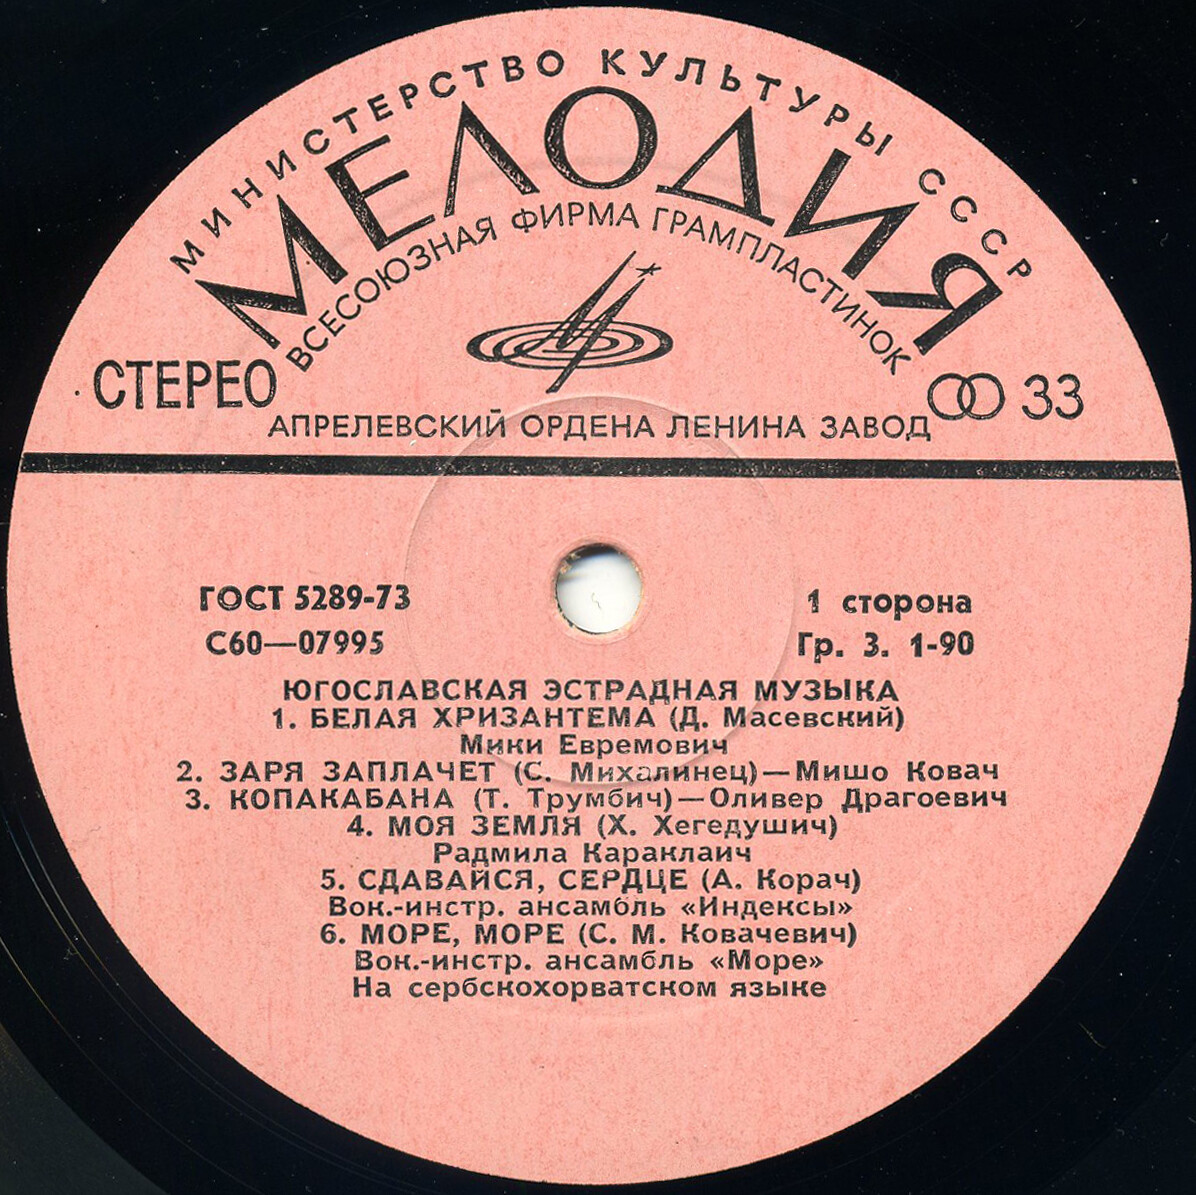 МИНИСТЕРСТВО КУЛЬТУРЫ СССР
МЕЛОДИЯ
ВСЕСОЮЗНАЯ ФИРМА ГРАМПЛАСТИНОК
СТЕРЕО
33
АПРЕЛЕВСКИЙ ОРДЕНА ЛЕНИНА ЗАВОД
ГОСТ 5289-73
1 сторона
С60—07995
Гр. 3. 1-90
ЮГОСЛАВСКАЯ ЭСТРАДНАЯ МУЗЫКА
1. БЕЛАЯ ХРИЗАНТЕМА (Д. Масевский)
Мики Евремович
2. ЗАРЯ ЗАПЛАЧЕТ (С. Михалинец)—Мишо Ковач
3. КОПАКАБАНА (Т. Трумбич)—Оливер Драгоевич
4. МОЯ ЗЕМЛЯ (Х. Хегедушич)
Радмила Караклаич
5. СДАВАЙСЯ, СЕРДЦЕ (А. Корач)
Вок.-инстр. ансамбль «Индексы»
6. МОРЕ, МОРЕ (С. М. Ковачевич)
Вок.-инстр. ансамбль «Море»
На сербскохорватском языке